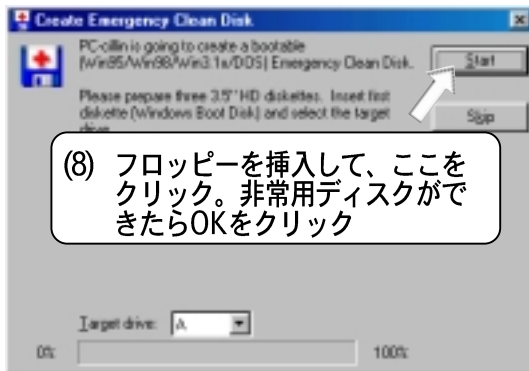 Create Emergency Clean Disk
PC-cillin is going to create a bootable
(Win95/Win98/Win3.1x/DOS) Emergency Clean Disk.
Start
Please prepare three 3.5" HD diskettes. Insert first
diskette (Windows Boot Disk) and select the target
drive.
Skip
(8) フロッピーを挿入して、ここを
クリック。非常用ディスクがで
きたらOKをクリック
Target drive: A:
0% 100%